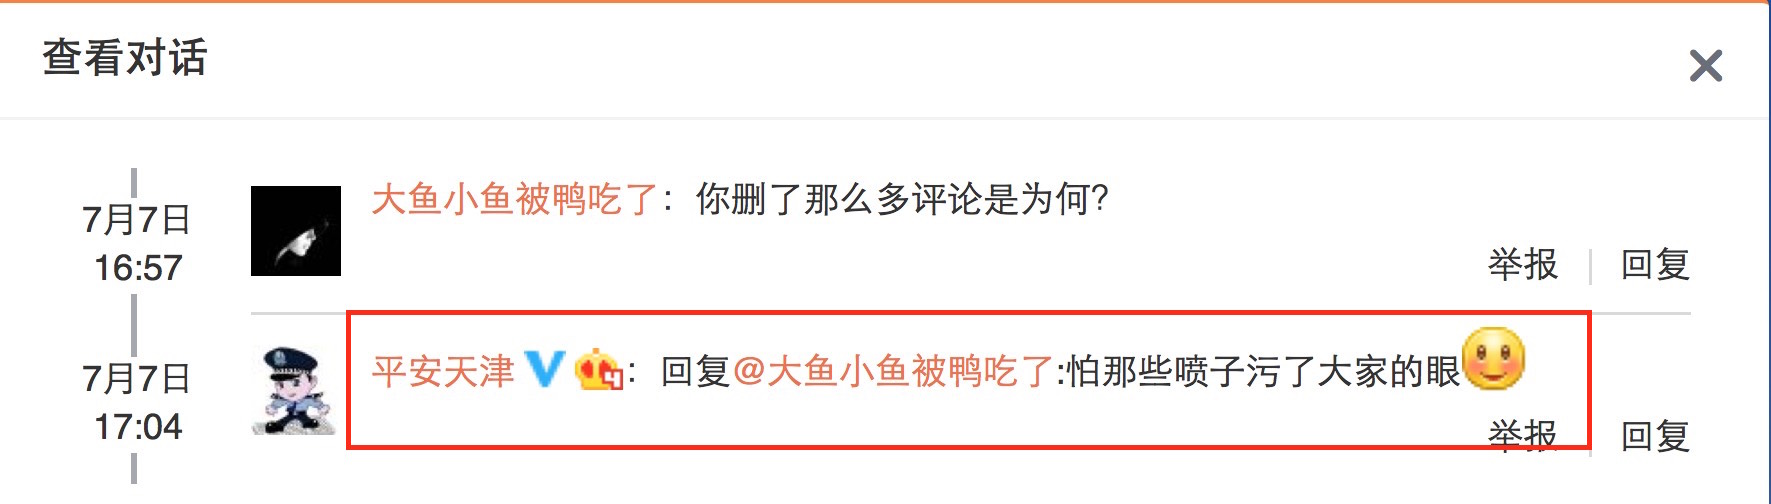 查看对话
7月7日
16:57
大鱼小鱼被鸭吃了：你删了那么多评论是为何？
举报 回复
7月7日
17:04
平安天津 V 4：回复@大鱼小鱼被鸭吃了:怕那些喷子污了大家的眼
举报 回复